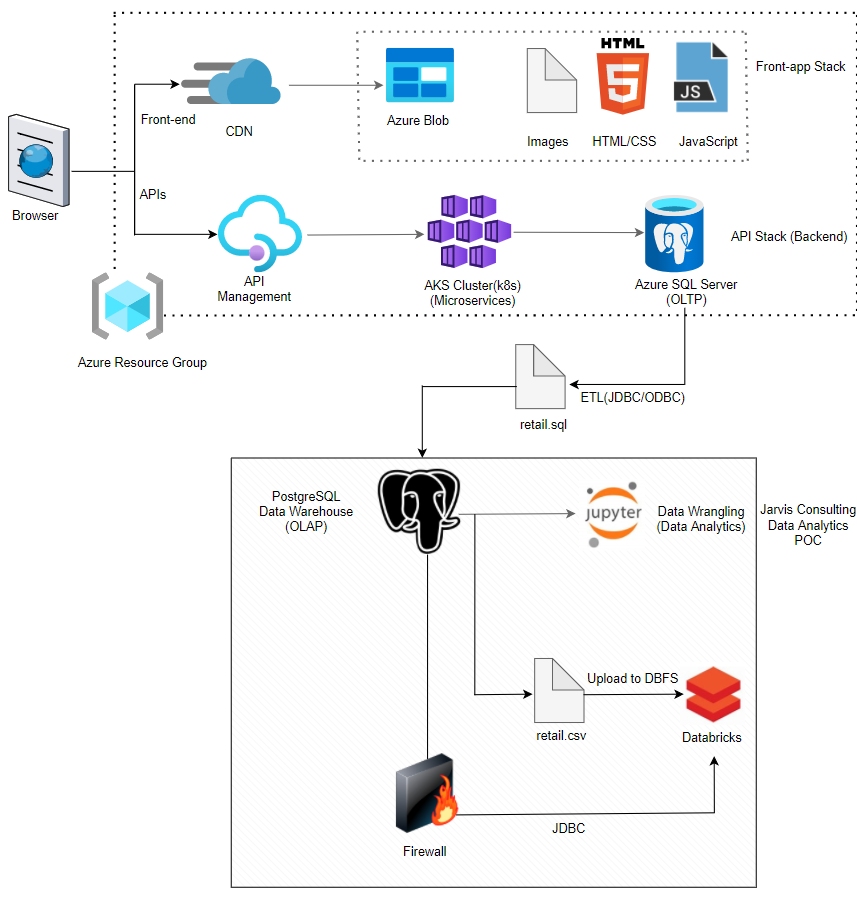 HTML
Front-app Stack
JS
Front-end
CDN
Azure Blob
Images
HTML/CSS
JavaScript
Browser
APIs
API
Management
AKS Cluster(k8s)
(Microservices)
Azure SQL Server
(OLTP)
API Stack (Backend)
Azure Resource Group
ETL(JDBC/ODBC)
retail.sql
PostgreSQL
Data Warehouse
(OLAP)
jupyter
Data Wrangling
(Data Analytics)
Jarvis Consulting
Data Analytics
POC
Upload to DBFS
retail.csv
Databricks
JDBC
Firewall